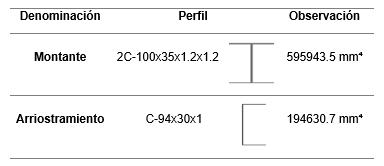 Denominación Perfil Observación
Montante 2C-100x35x1.2x1.2 595943.5 mm⁴
Arriostramiento C-94x30x1 194630.7 mm⁴